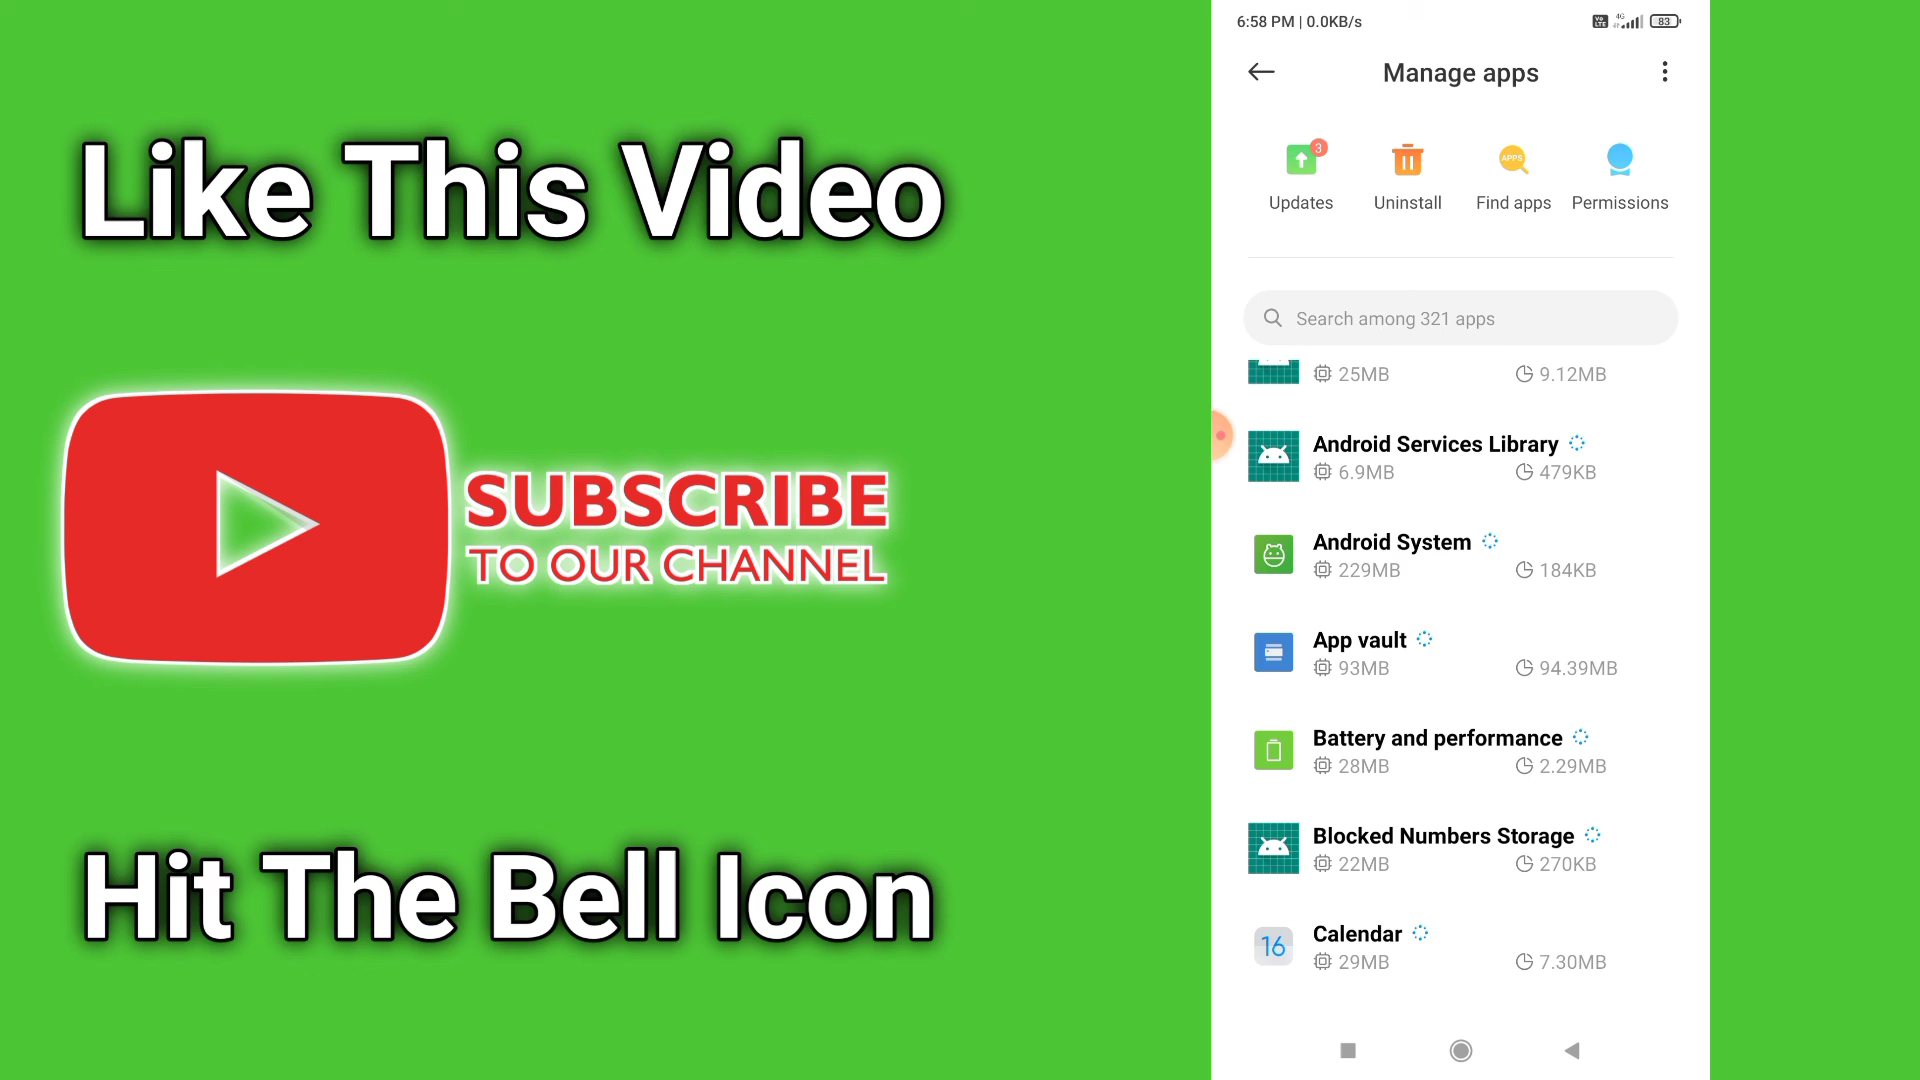 Like This Video
SUBSCRIBE
TO OUR CHANNEL
Hit The Bell Icon
6:58 PM | 0.0KB/s
Vo LTE 4G 83
Manage apps
3
APPS
Updates Uninstall Find apps Permissions
Search among 321 apps
25MB 9.12MB
Android Services Library
6.9MB 479KB
Android System
229MB 184KB
App vault
93MB 94.39MB
Battery and performance
28MB 2.29MB
Blocked Numbers Storage
22MB 270KB
16
Calendar
29MB 7.30MB